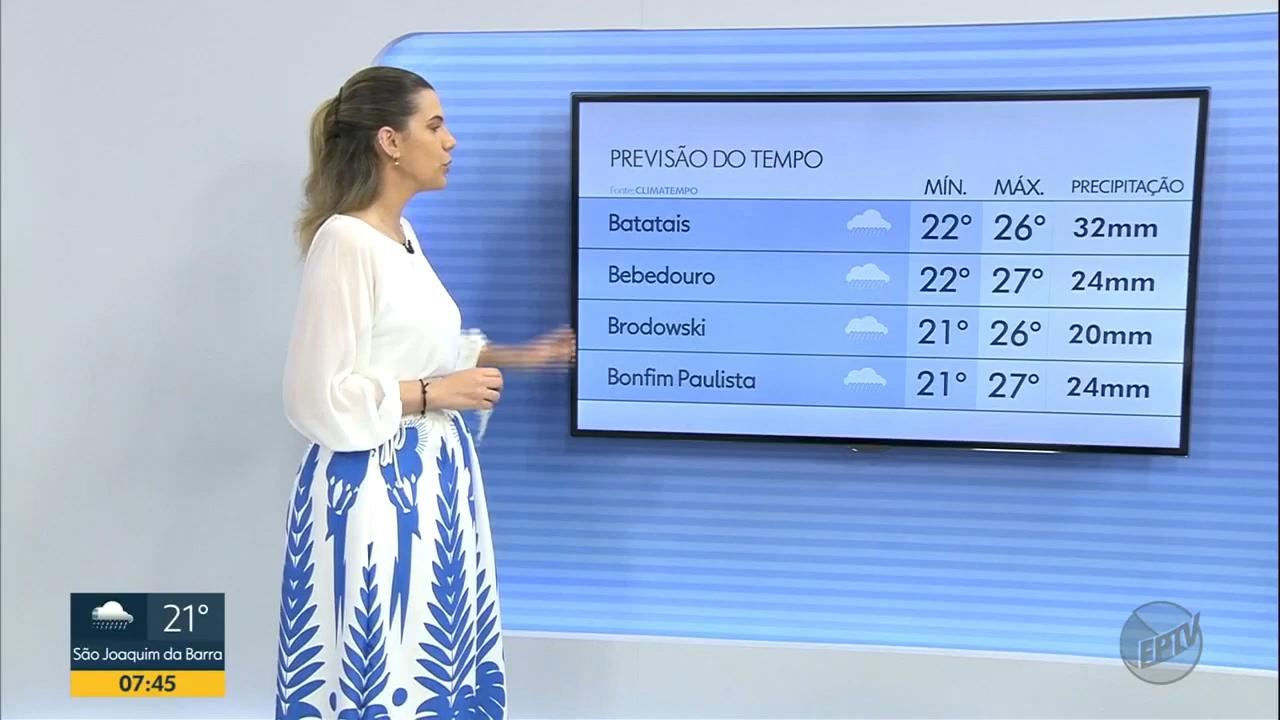 PREVISÃO DO TEMPO
Fonte: CLIMATEMPO
MÍN. MÁX. PRECIPITAÇÃO
Batatais 22° 26° 32mm
Bebedouro 22° 27° 24mm
Brodowski 21° 26° 20mm
Bonfim Paulista 21° 27° 24mm
21°
São Joaquim da Barra
07:45
EPTV